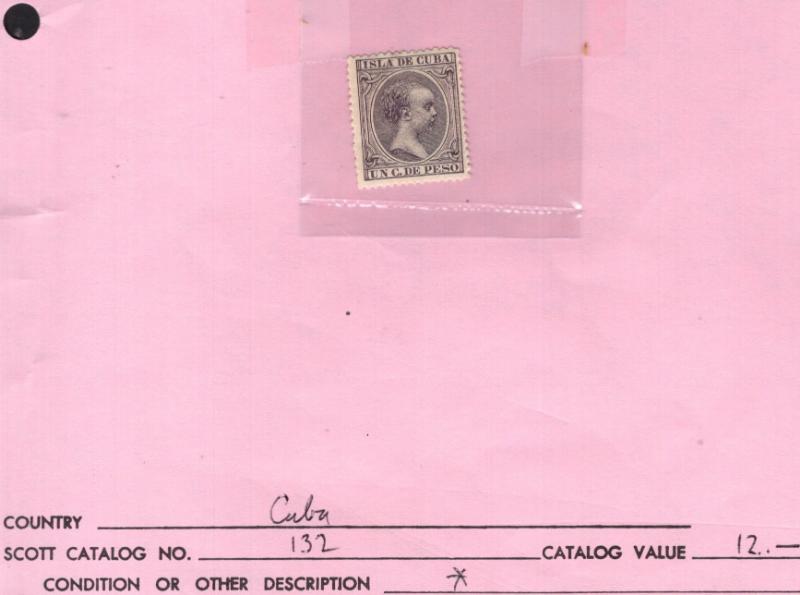 ISLA DE CUBA
UN C. DE PESO
COUNTRY Cuba
SCOTT CATALOG NO. 132 CATALOG VALUE 12..—
CONDITION OR OTHER DESCRIPTION *